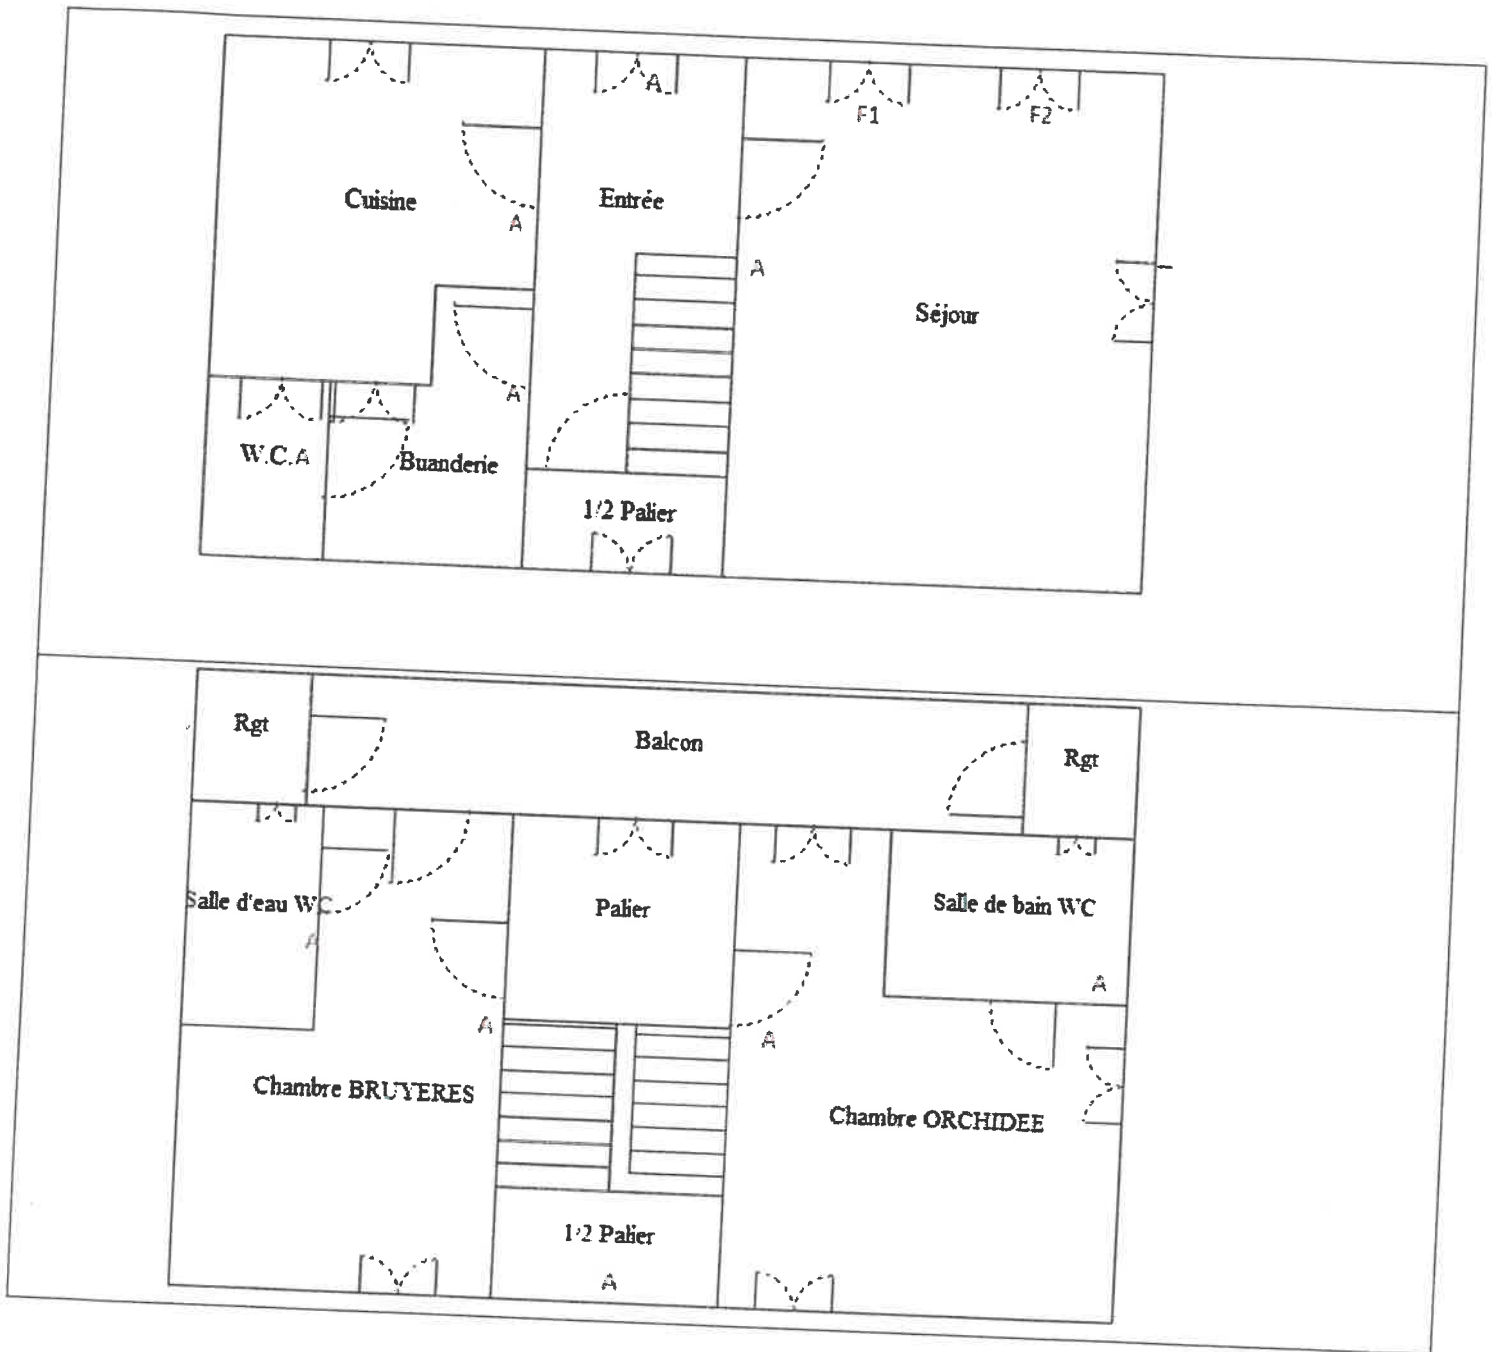 A
F1
F2
Cuisine
Entrée
A
A
Séjour
A
W.C.A
Buanderie
1/2 Palier
Rgt
Balcon
Rgt
Salle d'eau WC
Palier
Salle de bain WC
A
A
A
A
Chambre BRUYERES
Chambre ORCHIDEE
1/2 Palier
A